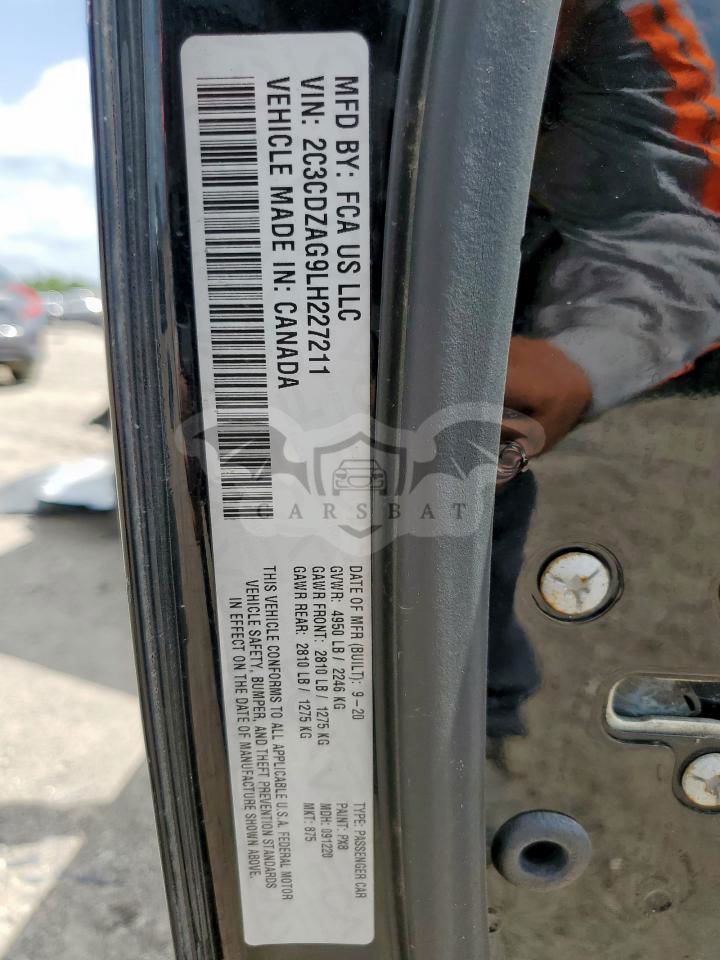 MFD BY: FCA US LLC
VIN: 2C3CDZAG9LH227211
VEHICLE MADE IN: CANADA
DATE OF MFR (BUILT): 9-20
GVWR: 4950 LB / 2246 KG
GAWR FRONT: 2810 LB / 1275 KG
GAWR REAR: 2810 LB / 1275 KG
THIS VEHICLE CONFORMS TO ALL APPLICABLE U.S.A. FEDERAL MOTOR
VEHICLE SAFETY, BUMPER, AND THEFT PREVENTION STANDARDS
IN EFFECT ON THE DATE OF MANUFACTURE SHOWN ABOVE.
TYPE: PASSENGER CAR
PAINT: PX8
MDH: 091220
MKT: 875
CARSBAT